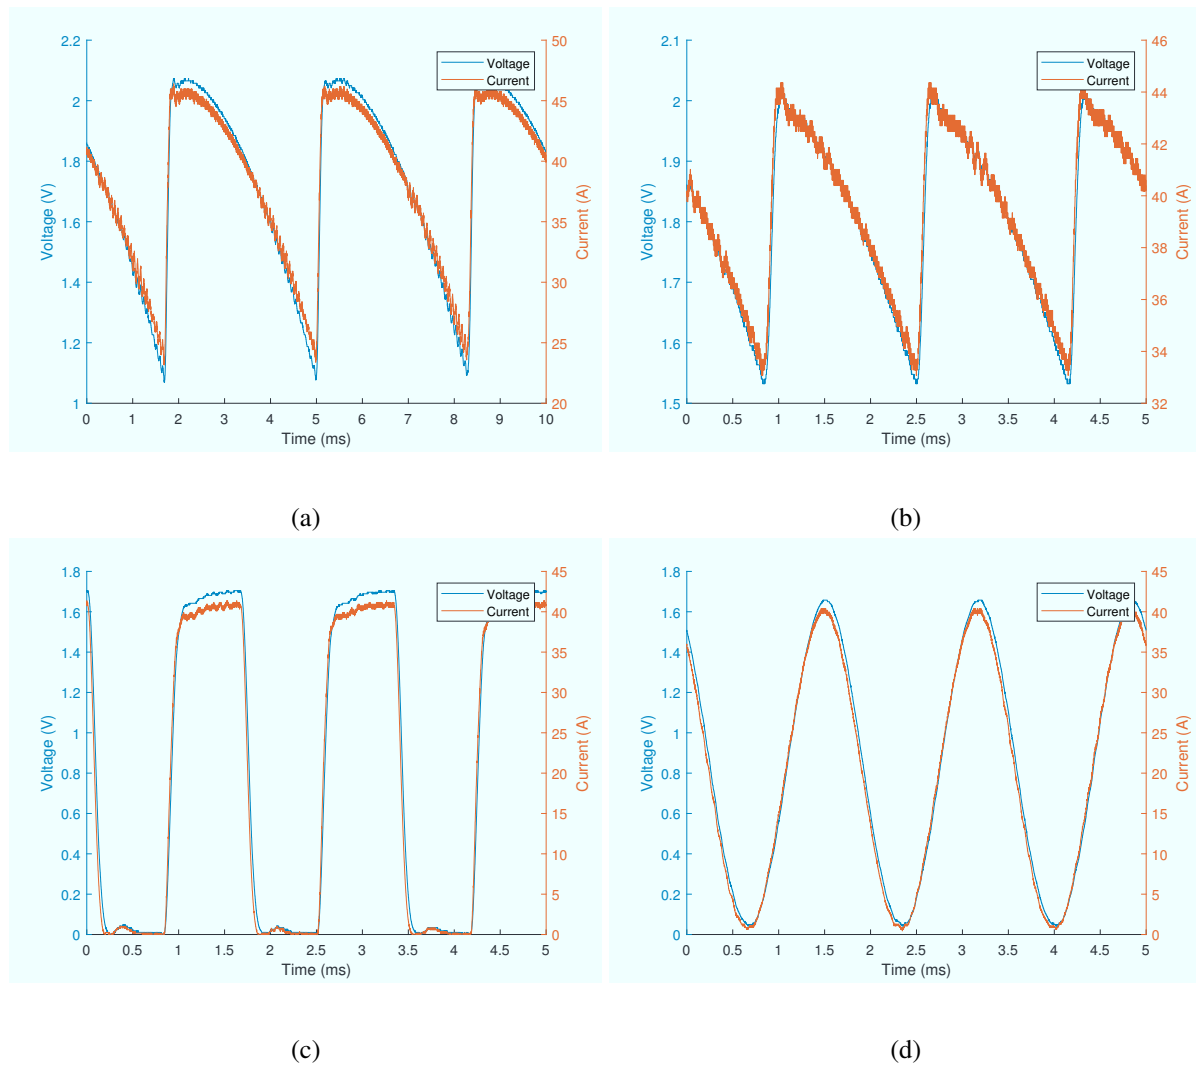 2.2
2
1.8
1.6
1.4
1.2
1
Voltage (V)
50
45
40
35
30
25
20
Current (A)
Voltage
Current
0 1 2 3 4 5 6 7 8 9 10
Time (ms)
(a)
2.1
2
1.9
1.8
1.7
1.6
1.5
Voltage (V)
46
44
42
40
38
36
34
32
Current (A)
Voltage
Current
0 0.5 1 1.5 2 2.5 3 3.5 4 4.5 5
Time (ms)
(b)
1.8
1.6
1.4
1.2
1
0.8
0.6
0.4
0.2
0
Voltage (V)
45
40
35
30
25
20
15
10
5
0
Current (A)
Voltage
Current
0 0.5 1 1.5 2 2.5 3 3.5 4 4.5 5
Time (ms)
(c)
1.8
1.6
1.4
1.2
1
0.8
0.6
0.4
0.2
0
Voltage (V)
45
40
35
30
25
20
15
10
5
0
Current (A)
Voltage
Current
0 0.5 1 1.5 2 2.5 3 3.5 4 4.5 5
Time (ms)
(d)